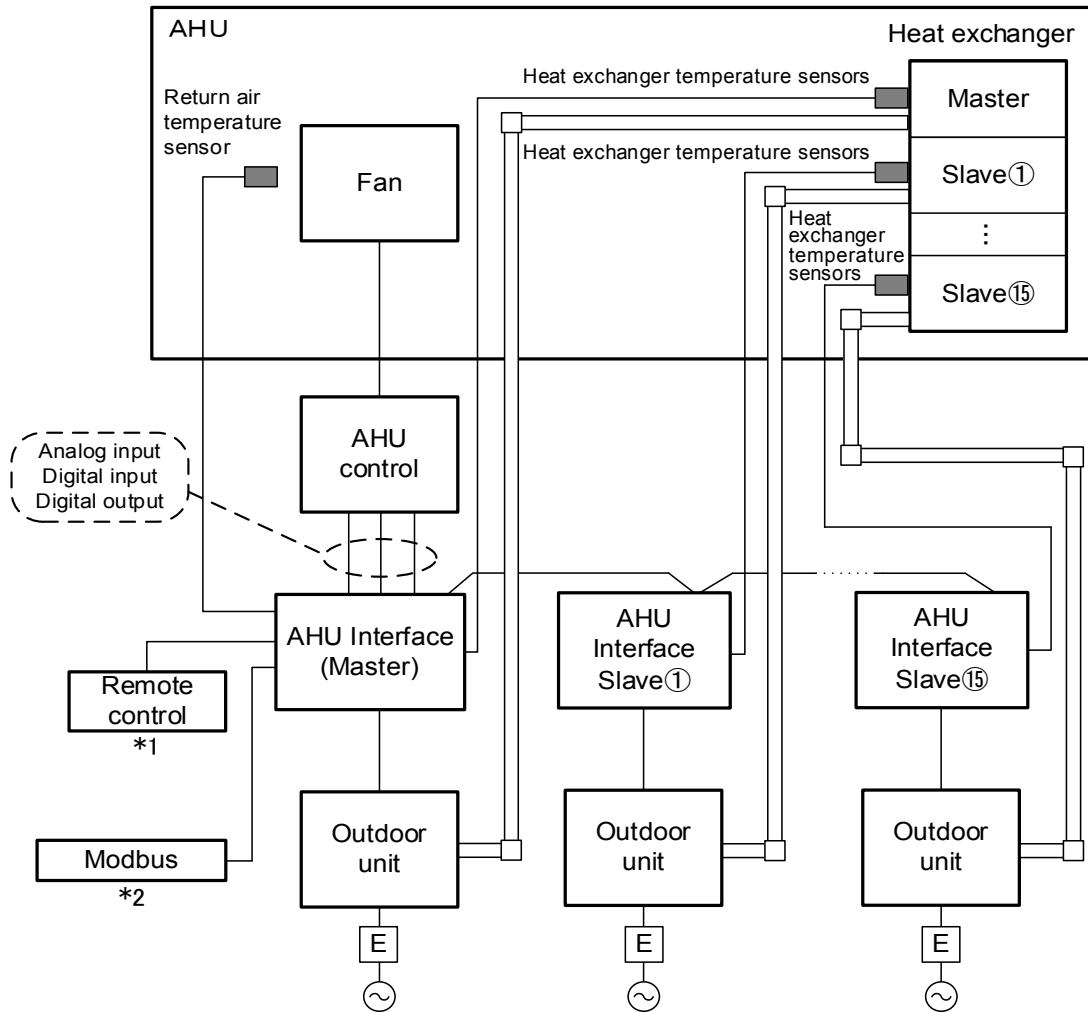 AHU
Heat exchanger
Heat exchanger temperature sensors
Master
Return air
temperature
sensor
Fan
Heat exchanger temperature sensors
Slave①
Heat
exchanger
temperature
sensors
⋮
Slave⑮
AHU
control
Analog input
Digital input
Digital output
AHU Interface
(Master)
AHU
Interface
Slave①
AHU
Interface
Slave⑮
Remote
control
*1
Modbus
*2
Outdoor
unit
Outdoor
unit
Outdoor
unit
E
E
E